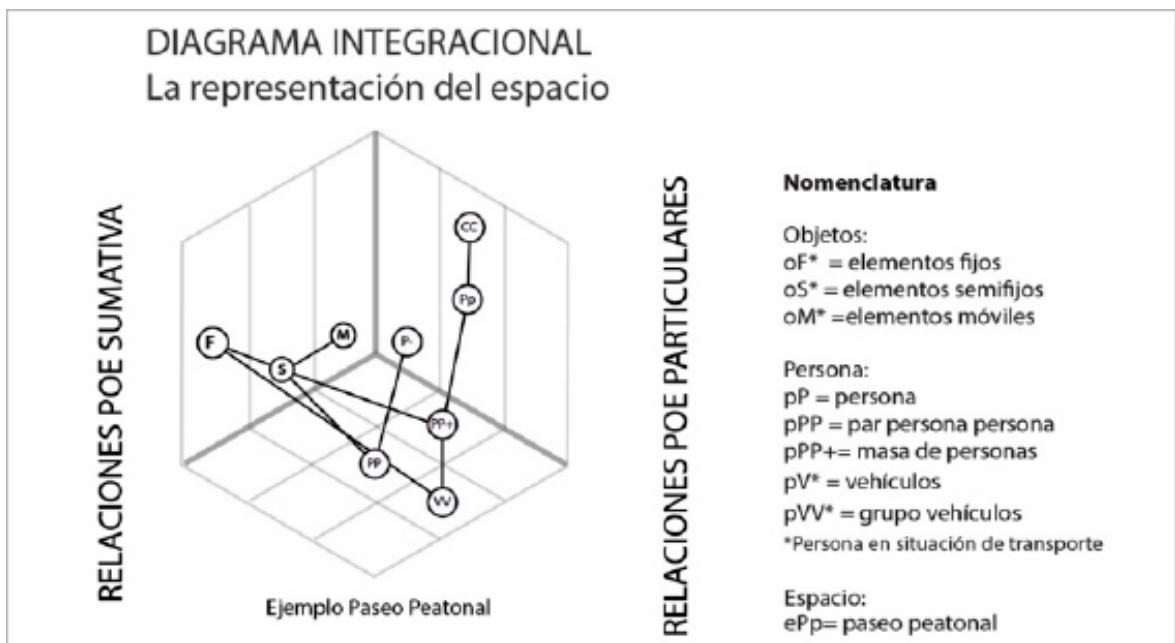 DIAGRAMA INTEGRACIONAL
La representación del espacio
RELACIONES POE SUMATIVA
CC
Pp
F
M
P-
S
PP+
PP
VV
Ejemplo Paseo Peatonal
RELACIONES POE PARTICULARES
Nomenclatura
Objetos:
oF* = elementos fijos
oS* = elementos semifijos
oM* =elementos móviles
Persona:
pP = persona
pPP = par persona persona
pPP+= masa de personas
pV* = vehículos
pVV* = grupo vehículos
*Persona en situación de transporte
Espacio:
ePp= paseo peatonal